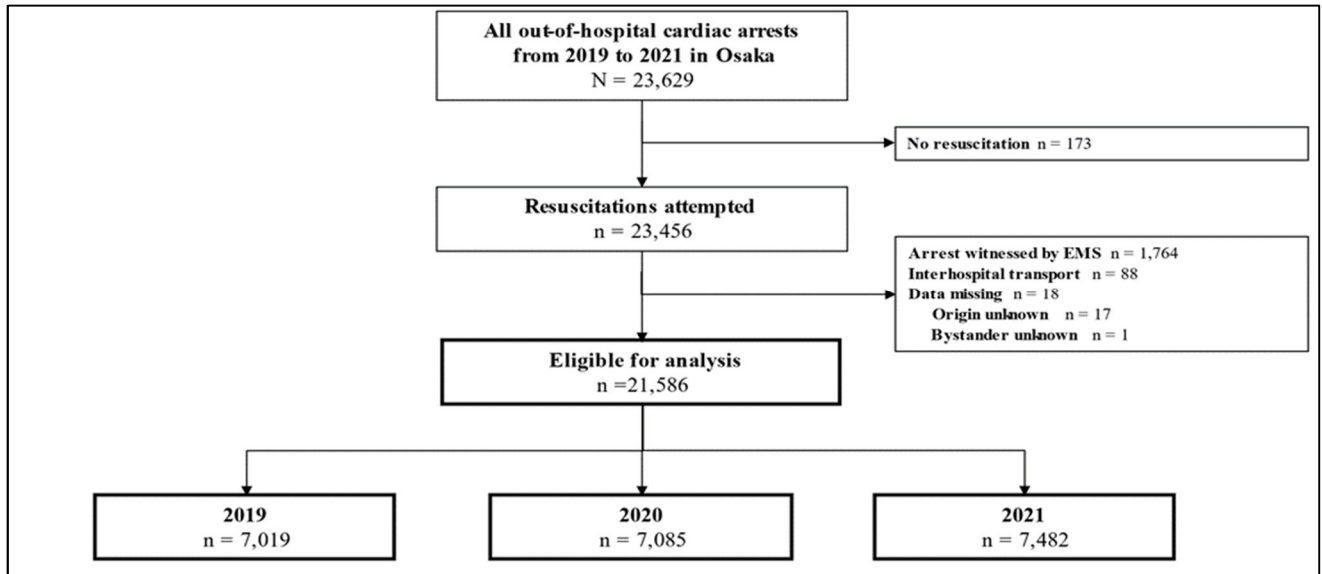 All out-of-hospital cardiac arrests
from 2019 to 2021 in Osaka
N = 23,629
No resuscitation n = 173
Resuscitations attempted
n = 23,456
Arrest witnessed by EMS n = 1,764
Interhospital transport n = 88
Data missing n = 18
Origin unknown n = 17
Bystander unknown n = 1
Eligible for analysis
n =21,586
2019
n = 7,019
2020
n = 7,085
2021
n = 7,482